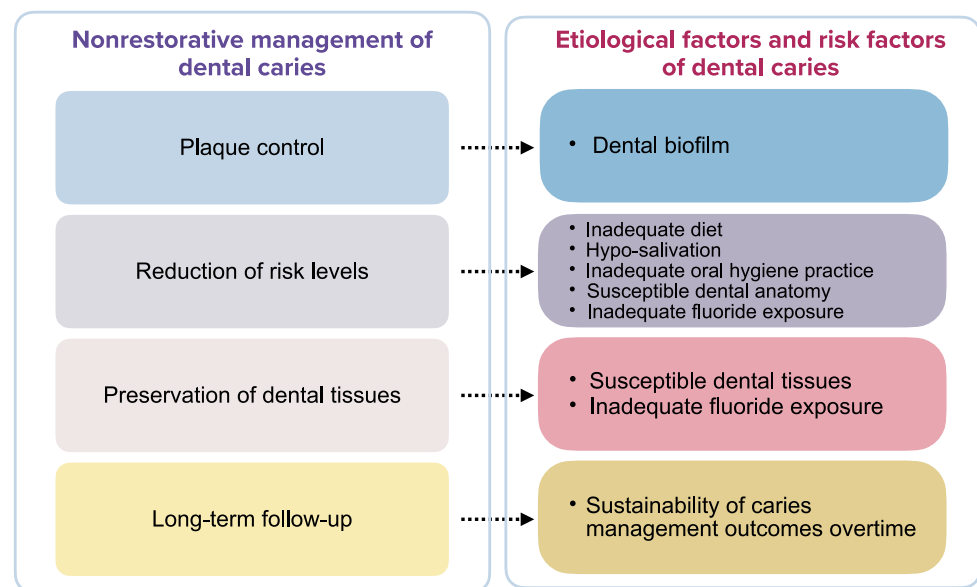 Nonrestorative management of
dental caries
Plaque control
Reduction of risk levels
Preservation of dental tissues
Long-term follow-up
Etiological factors and risk factors
of dental caries
• Dental biofilm
• Inadequate diet
• Hypo-salivation
• Inadequate oral hygiene practice
• Susceptible dental anatomy
• Inadequate fluoride exposure
• Susceptible dental tissues
• Inadequate fluoride exposure
• Sustainability of caries
management outcomes overtime